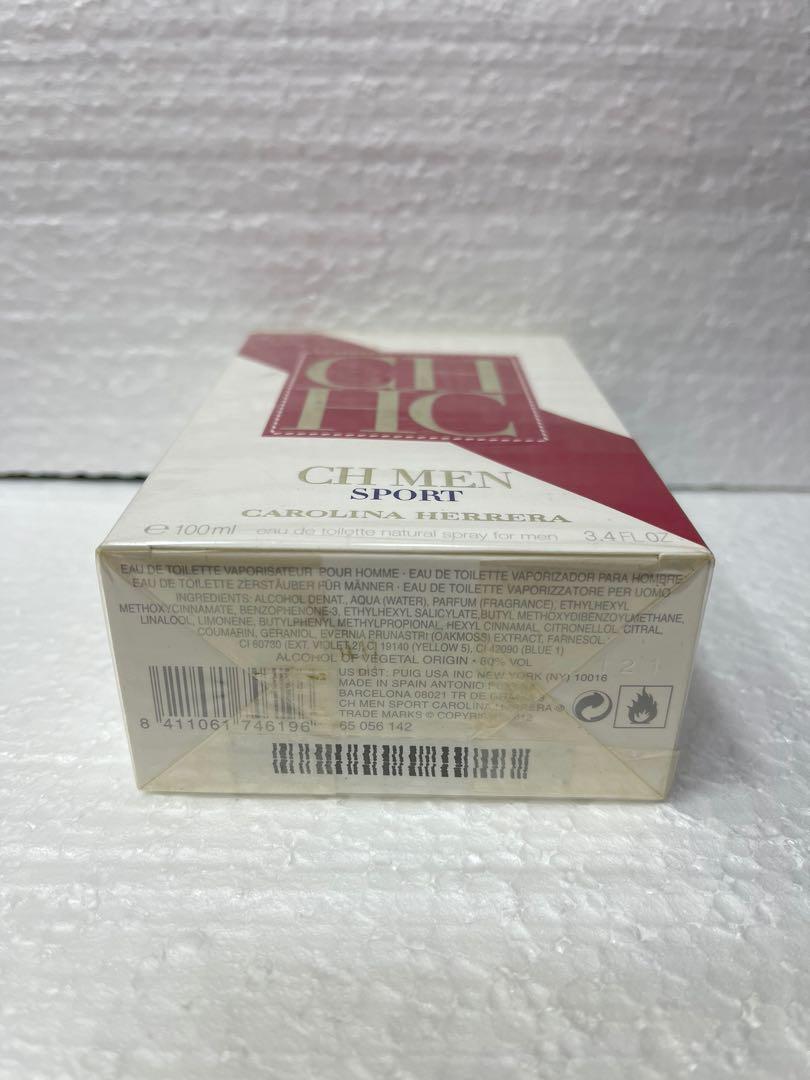 CH
HC
CH MEN
SPORT
CAROLINA HERRERA
℮ 100ml eau de toilette natural spray for men 3.4 FL.OZ.
EAU DE TOILETTE VAPORISATEUR POUR HOMME · EAU DE TOILETTE VAPORIZADOR PARA HOMBRE
EAU DE TOILETTE ZERSTÄUBER FÜR MÄNNER · EAU DE TOILETTE VAPORIZZATORE PER UOMO
INGREDIENTS: ALCOHOL DENAT., AQUA (WATER), PARFUM (FRAGRANCE), ETHYLHEXYL
METHOXYCINNAMATE, BENZOPHENONE-3, ETHYLHEXYL SALICYLATE, BUTYL METHOXYDIBENZOYLMETHANE,
LINALOOL, LIMONENE, BUTYLPHENYL METHYLPROPIONAL, HEXYL CINNAMAL, CITRONELLOL, CITRAL,
COUMARIN, GERANIOL, EVERNIA PRUNASTRI (OAKMOSS) EXTRACT, FARNESOL.
CI 60730 (EXT. VIOLET 2), CI 19140 (YELLOW 5), CI 42090 (BLUE 1)
ALCOHOL OF VEGETAL ORIGIN · 80% VOL
US DIST: PUIG USA INC NEW YORK (NY) 10016
MADE IN SPAIN ANTONIO
BARCELONA 08021 TR DE
CH MEN SPORT CAROLINA HERRERA ®
TRADE MARKS ©
65 056 142
8 411061 746196